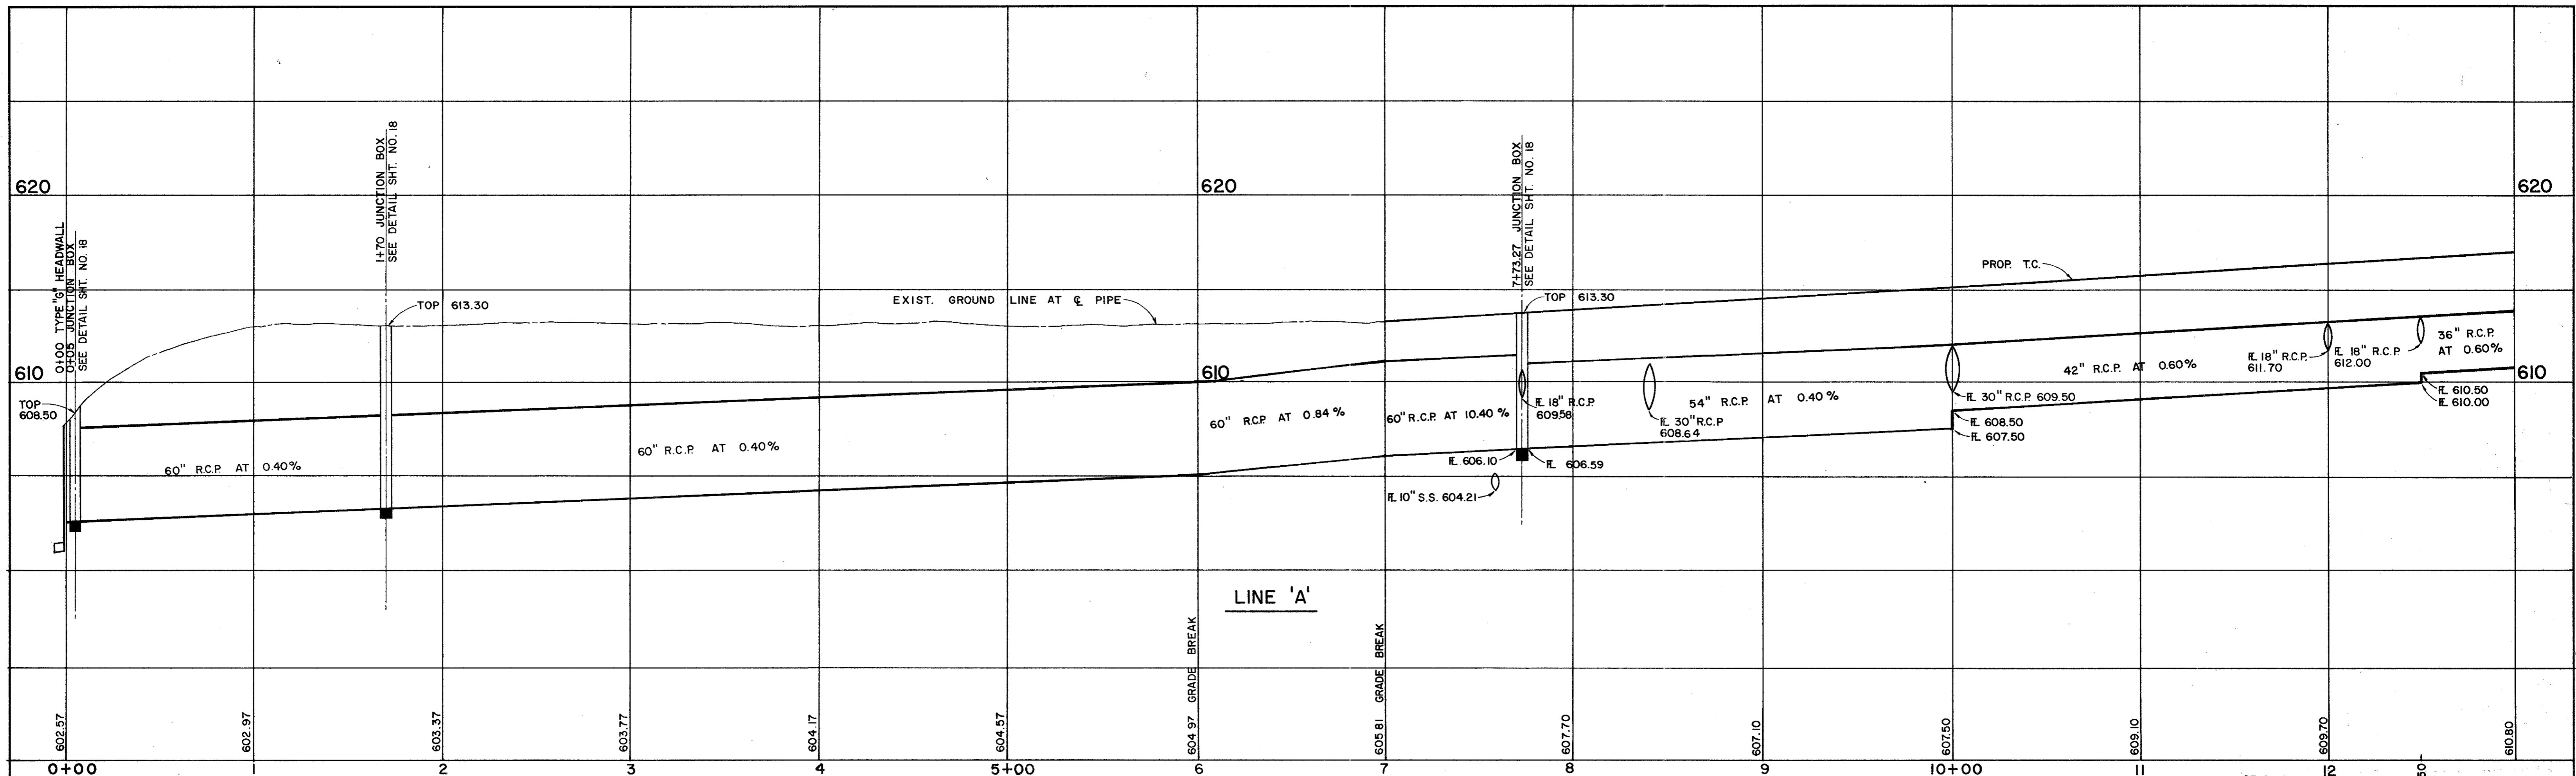 620
620
620
0+00 TYPE "G" HEADWALL
0+05 JUNCTION BOX
SEE DETAIL SHT. NO. 18
1+70 JUNCTION BOX
SEE DETAIL SHT. NO. 18
7+73.27 JUNCTION BOX
SEE DETAIL SHT. NO. 18
PROP. T.C.
EXIST. GROUND LINE AT ℄ PIPE
TOP 613.30
TOP 613.30
610
610
610
TOP
608.50
60" R.C.P. AT 0.40%
60" R.C.P. AT 0.40%
60" R.C.P. AT 0.84%
60" R.C.P. AT 10.40%
FL 18" R.C.P.
609.58
FL 30" R.C.P
608.64
54" R.C.P. AT 0.40%
FL 30" R.C.P. 609.50
FL 608.50
FL 607.50
42" R.C.P. AT 0.60%
FL 18" R.C.P.
611.70
FL 18" R.C.P.
612.00
36" R.C.P.
AT 0.60%
FL 610.50
FL 610.00
FL 606.10
FL 606.59
FL 10" S.S. 604.21
LINE 'A'
602.57
602.97
603.37
603.77
604.17
604.57
604.97 GRADE BREAK
605.81 GRADE BREAK
607.70
607.10
607.50
609.10
609.70
610.80
0+00
1
2
3
4
5+00
6
7
8
9
10+00
11
12
50